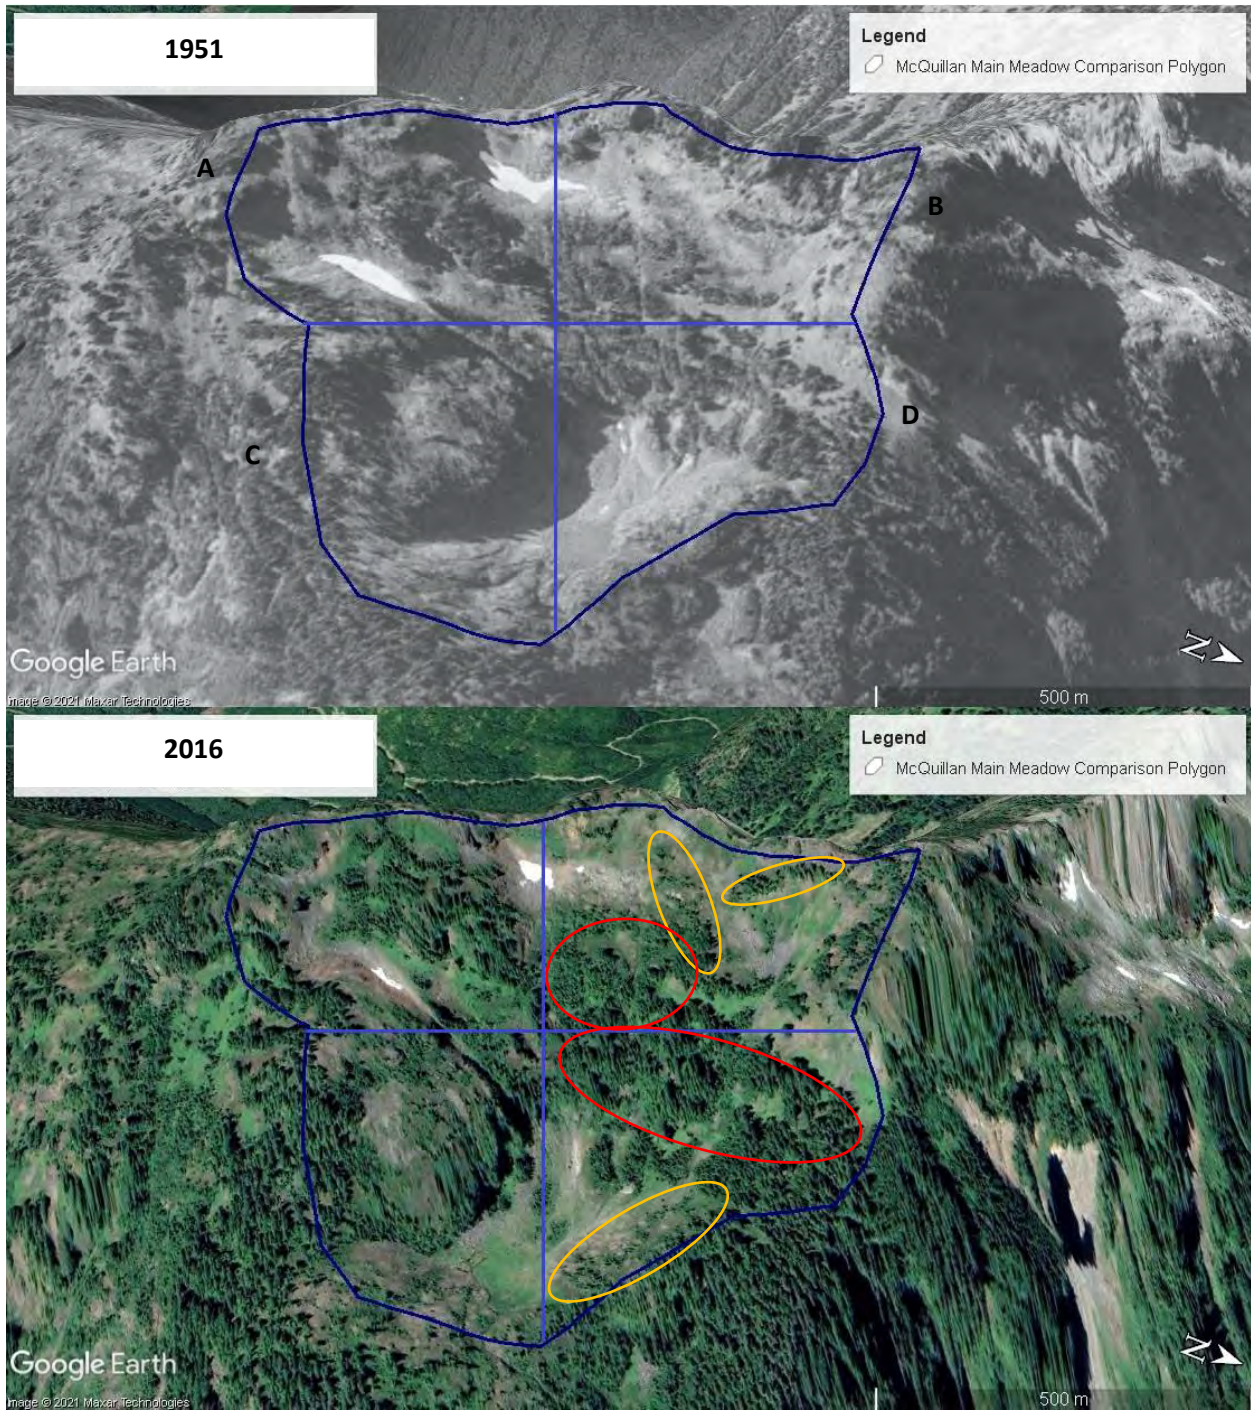 1951
Legend
McQuillan Main Meadow Comparison Polygon
A
B
C
D
N
Google Earth
Image © 2021 Maxar Technologies
500 m
2016
Legend
McQuillan Main Meadow Comparison Polygon
N
Google Earth
Image © 2021 Maxar Technologies
500 m